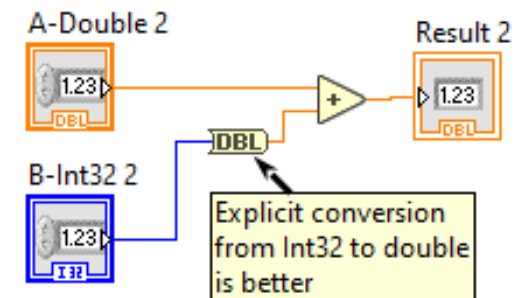 A-Double 2
Result 2
1.23
DBL
+
1.23
DBL
DBL
B-Int32 2
1.23
I32
Explicit conversion
from Int32 to double
is better